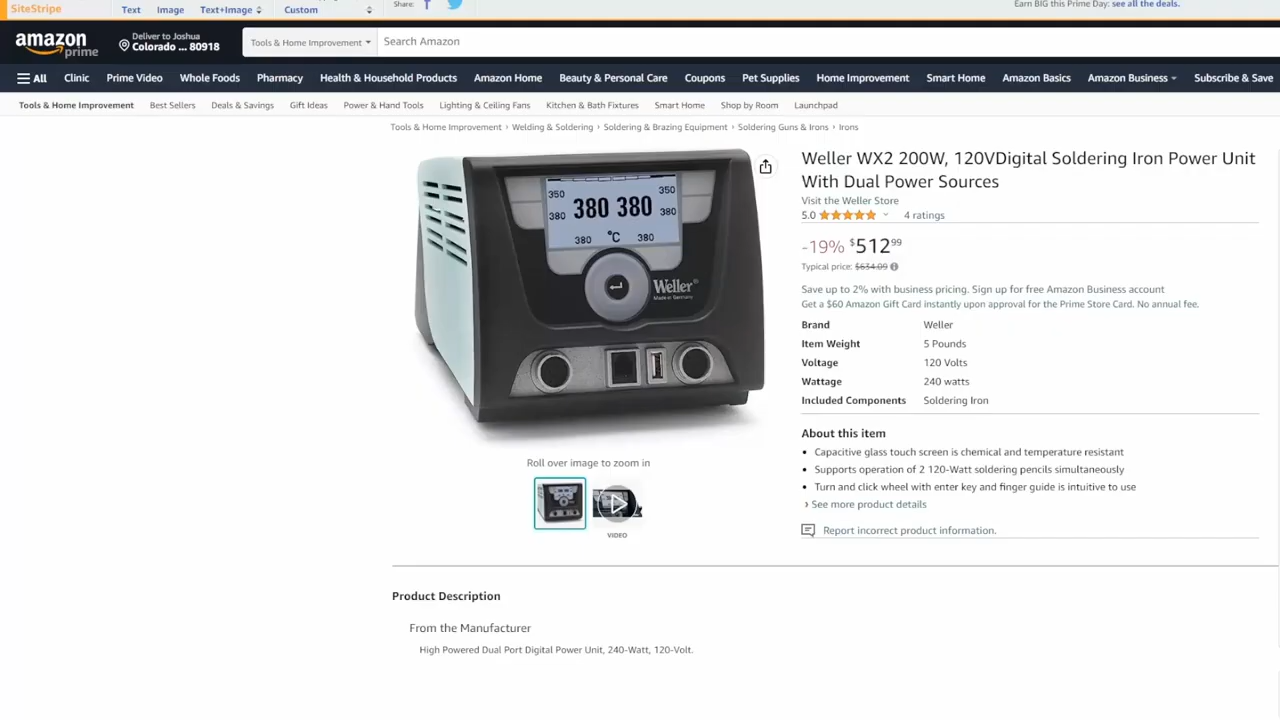 SiteStripe
Text
Image
Text+Image
Custom
Share:
Earn BIG this Prime Day: see all the deals.
amazon
prime
Deliver to Joshua
Colorado ... 80918
Tools & Home Improvement
Search Amazon
All
Clinic
Prime Video
Whole Foods
Pharmacy
Health & Household Products
Amazon Home
Beauty & Personal Care
Coupons
Pet Supplies
Home Improvement
Smart Home
Amazon Basics
Amazon Business
Subscribe & Save
Tools & Home Improvement
Best Sellers
Deals & Savings
Gift Ideas
Power & Hand Tools
Lighting & Ceiling Fans
Kitchen & Bath Fixtures
Smart Home
Shop by Room
Launchpad
Tools & Home Improvement › Welding & Soldering › Soldering & Brazing Equipment › Soldering Guns & Irons › Irons
350
350
380 380
380
380
380 °C 380
Weller®
Made in Germany
Roll over image to zoom in
VIDEO
Weller WX2 200W, 120VDigital Soldering Iron Power Unit
With Dual Power Sources
Visit the Weller Store
5.0
4 ratings
-19% $512 99
Typical price: $634.09
Save up to 2% with business pricing. Sign up for free Amazon Business account
Get a $60 Amazon Gift Card instantly upon approval for the Prime Store Card. No annual fee.
Brand Weller
Item Weight 5 Pounds
Voltage 120 Volts
Wattage 240 watts
Included Components Soldering Iron
About this item
• Capacitive glass touch screen is chemical and temperature resistant
• Supports operation of 2 120-Watt soldering pencils simultaneously
• Turn and click wheel with enter key and finger guide is intuitive to use
› See more product details
Report incorrect product information.
Product Description
From the Manufacturer
High Powered Dual Port Digital Power Unit, 240-Watt, 120-Volt.